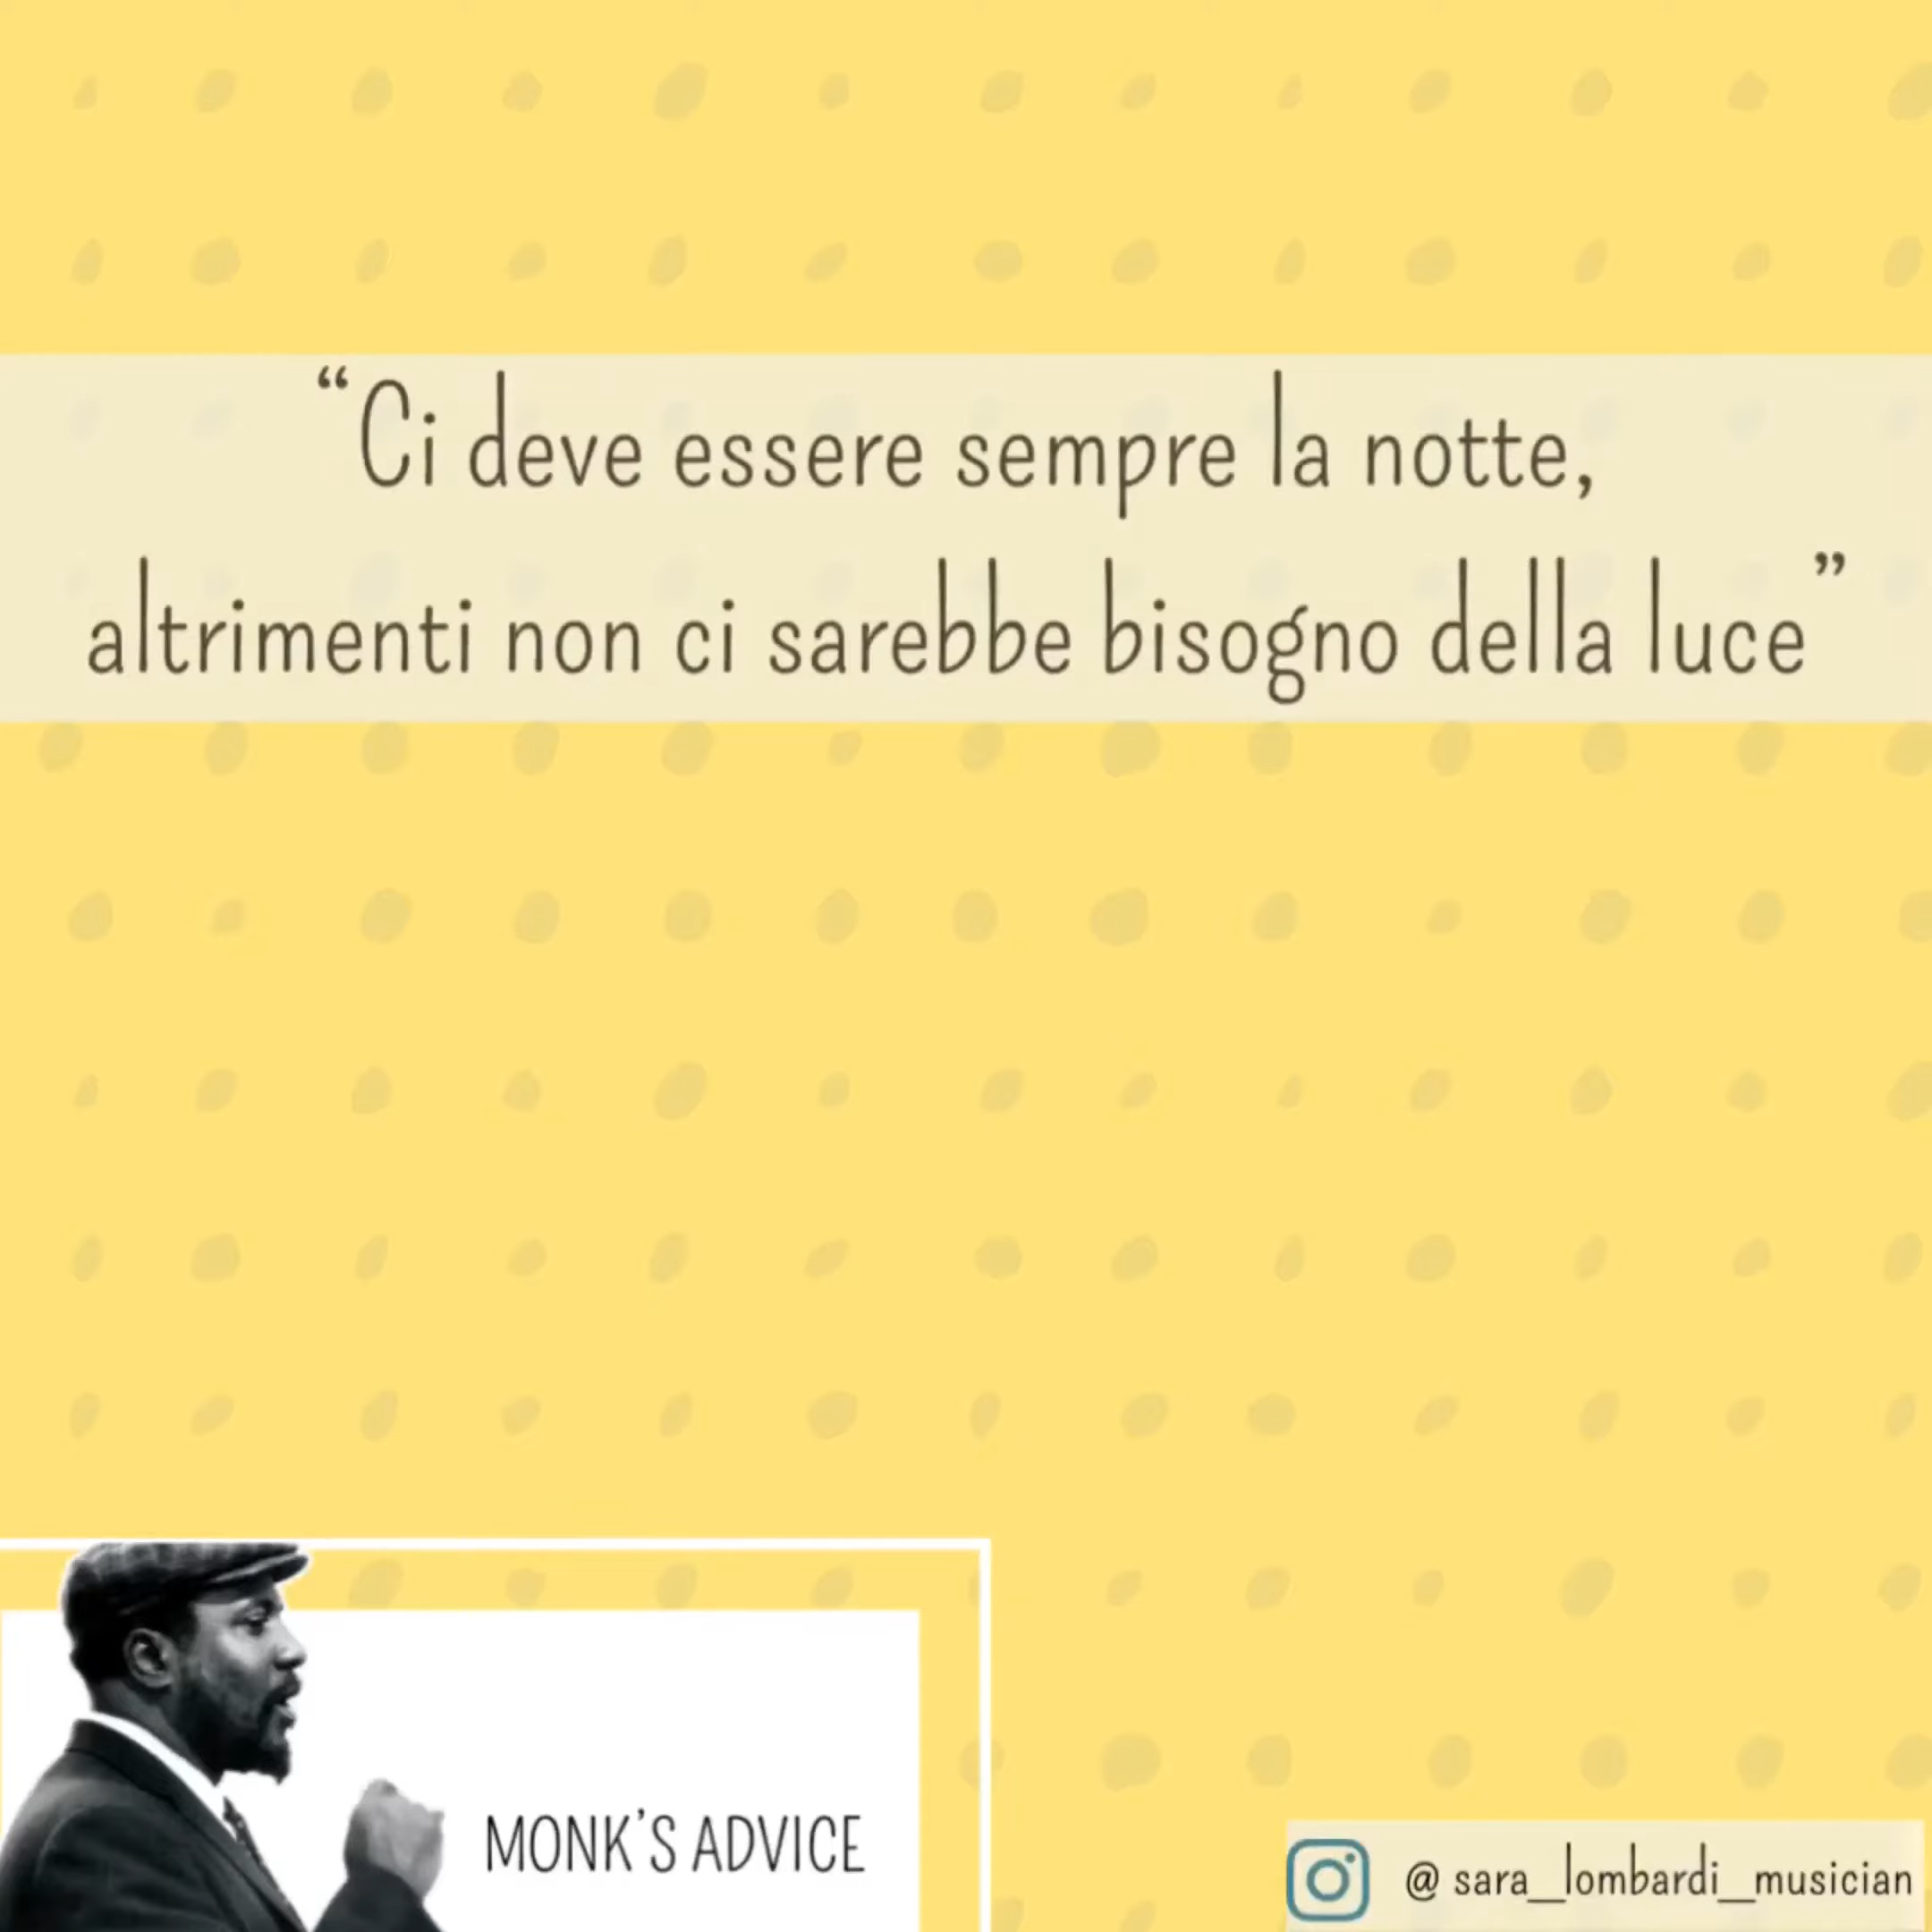 “Ci deve essere sempre la notte,
altrimenti non ci sarebbe bisogno della luce”
MONK'S ADVICE
@ sara_lombardi_musician